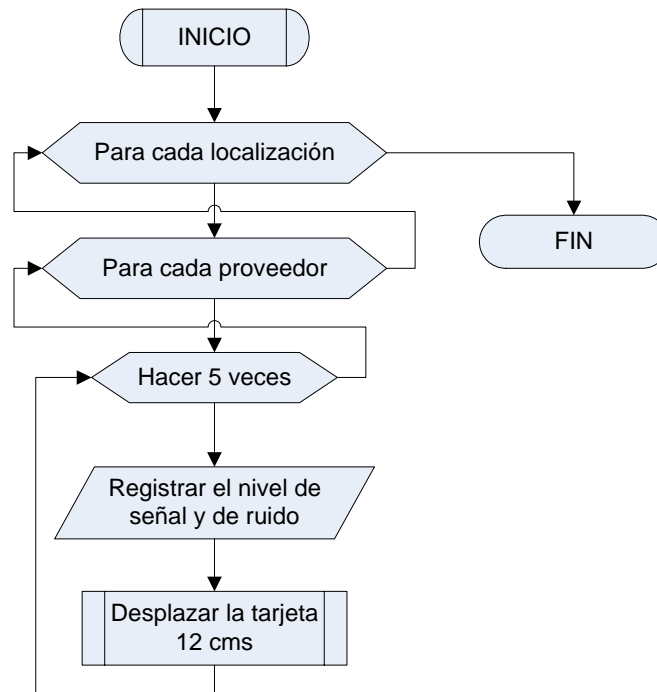 INICIO
Para cada localización
FIN
Para cada proveedor
Hacer 5 veces
Registrar el nivel de
señal y de ruido
Desplazar la tarjeta
12 cms